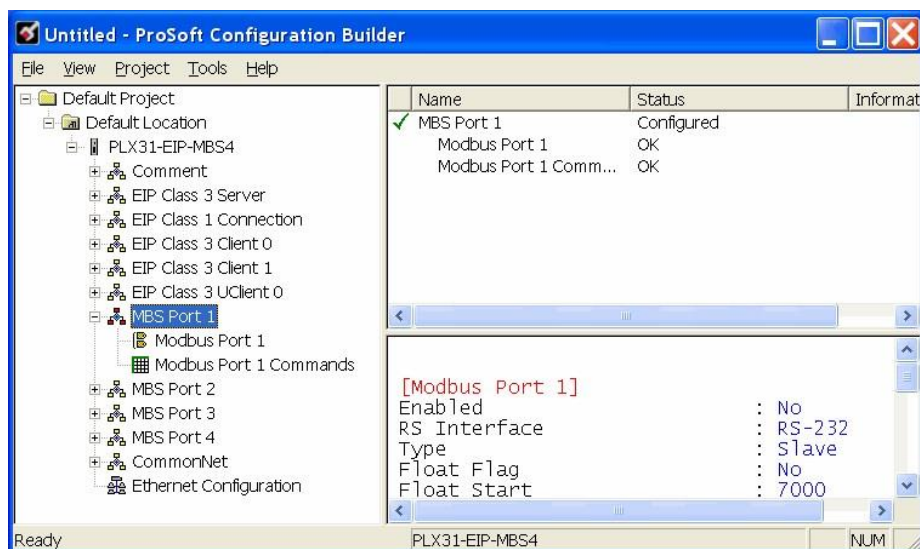 Untitled - ProSoft Configuration Builder
File View Project Tools Help
Default Project
Default Location
PLX31-EIP-MBS4
Comment
EIP Class 3 Server
EIP Class 1 Connection
EIP Class 3 Client 0
EIP Class 3 Client 1
EIP Class 3 UClient 0
MBS Port 1
Modbus Port 1
Modbus Port 1 Commands
MBS Port 2
MBS Port 3
MBS Port 4
CommonNet
Ethernet Configuration
Name Status Informat
MBS Port 1 Configured
Modbus Port 1 OK
Modbus Port 1 Comm... OK
[Modbus Port 1]
Enabled : No
RS Interface : RS-232
Type : Slave
Float Flag : No
Float Start : 7000
Ready PLX31-EIP-MBS4 NUM